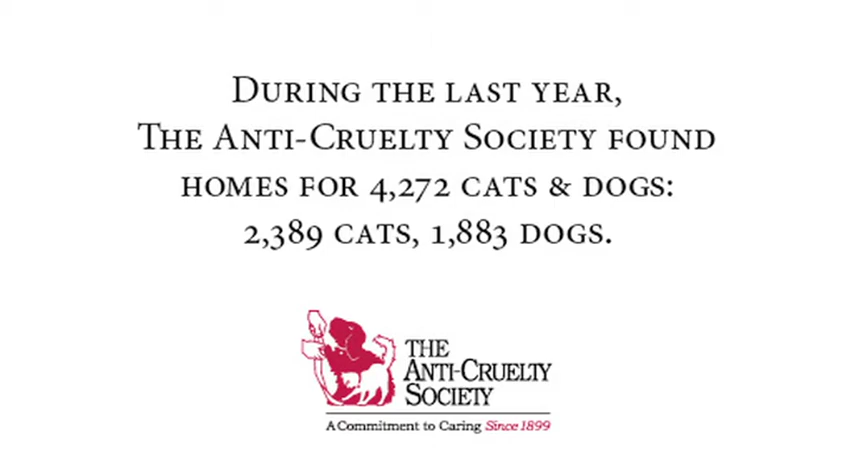 During the last year,
The Anti-Cruelty Society found
homes for 4,272 cats & dogs:
2,389 cats, 1,883 dogs.
THE
ANTI-CRUELTY
SOCIETY
A Commitment to Caring Since 1899